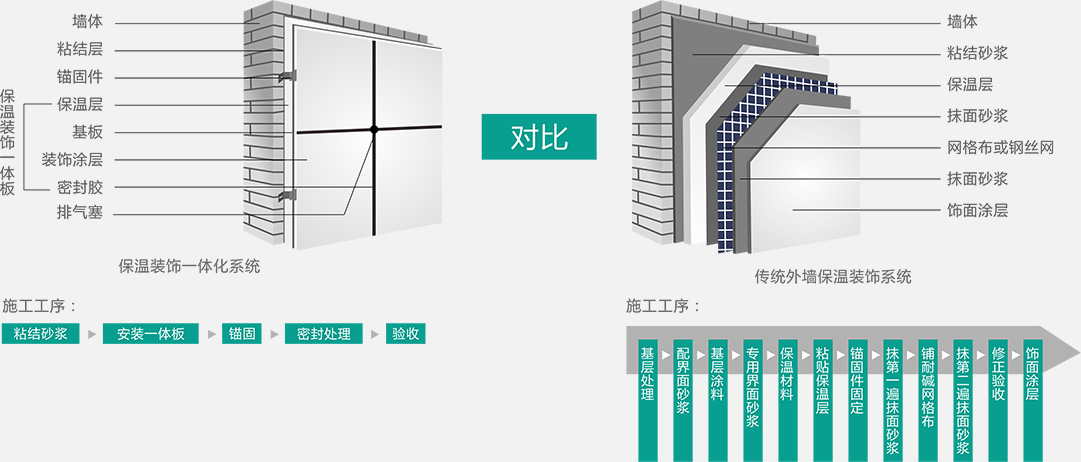 墙体
粘结层
锚固件
保温层
基板
装饰涂层
密封胶
排气塞
保温装饰一体板
保温装饰一体化系统
施工工序：
粘结砂浆
安装一体板
锚固
密封处理
验收
对比
墙体
粘结砂浆
保温层
抹面砂浆
网格布或钢丝网
抹面砂浆
饰面涂层
传统外墙保温装饰系统
施工工序：
基层处理
配界面砂浆
基层涂料
专用界面砂浆
保温材料
粘贴保温层
锚固件固定
抹第一遍抹面砂浆
铺耐碱网格布
抹第二遍抹面砂浆
修正验收
饰面涂层